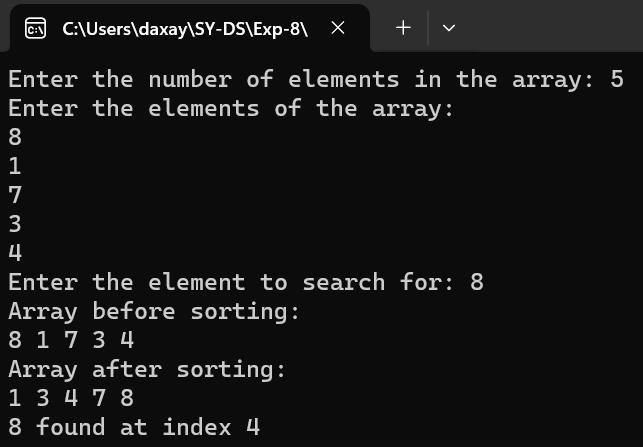 C:\Users\daxay\SY-DS\Exp-8\
Enter the number of elements in the array: 5
Enter the elements of the array:
8
1
7
3
4
Enter the element to search for: 8
Array before sorting:
8 1 7 3 4
Array after sorting:
1 3 4 7 8
8 found at index 4